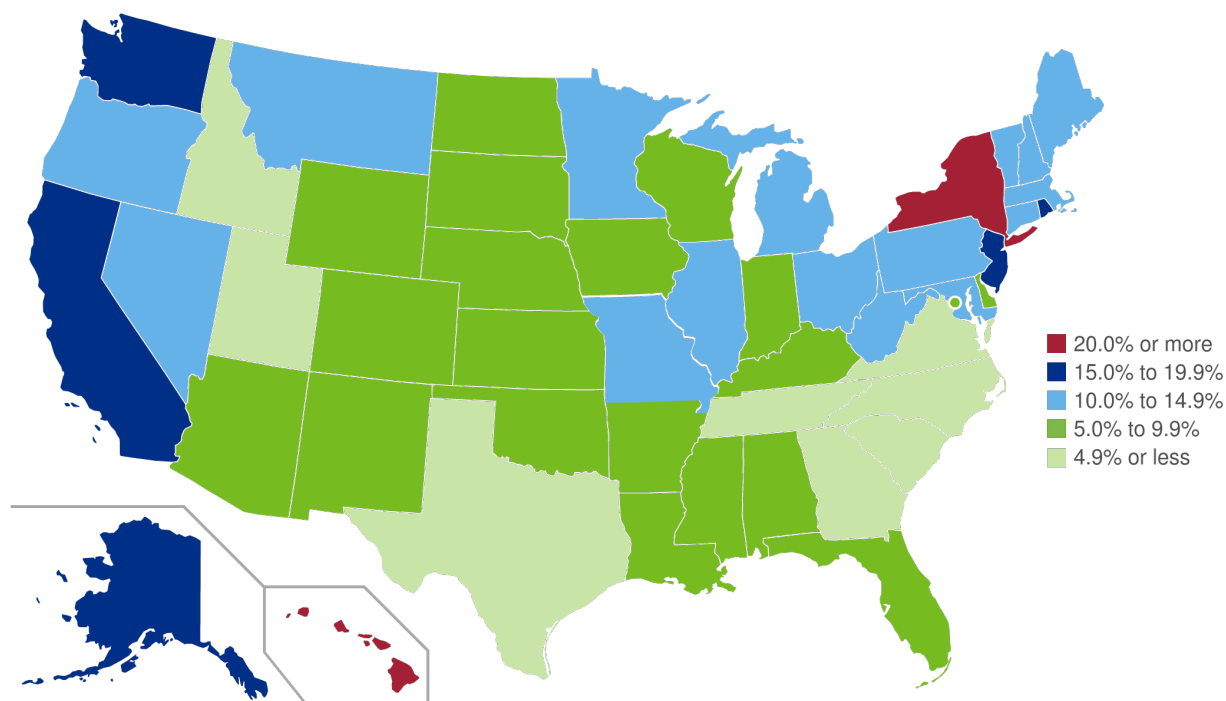 20.0% or more
15.0% to 19.9%
10.0% to 14.9%
5.0% to 9.9%
4.9% or less